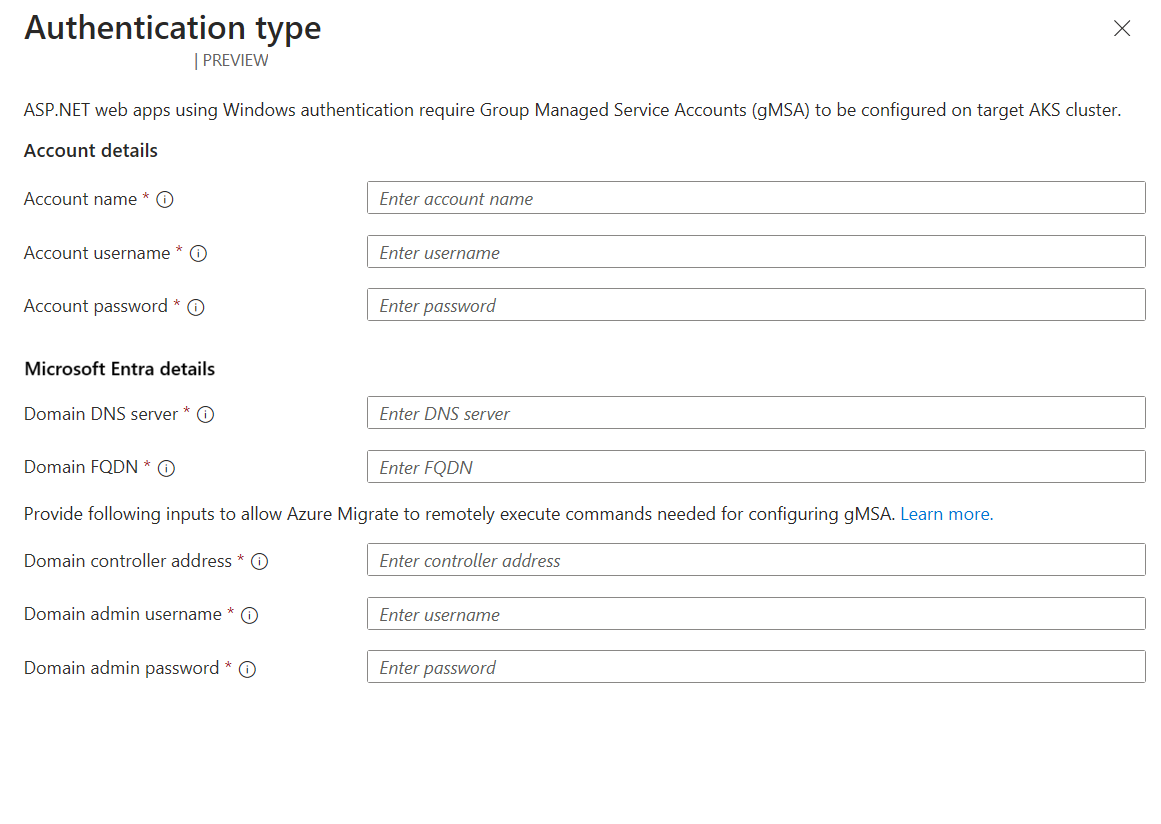 Authentication type
| PREVIEW
ASP.NET web apps using Windows authentication require Group Managed Service Accounts (gMSA) to be configured on target AKS cluster.
Account details
Account name * Enter account name
Account username * Enter username
Account password * Enter password
Microsoft Entra details
Domain DNS server * Enter DNS server
Domain FQDN * Enter FQDN
Provide following inputs to allow Azure Migrate to remotely execute commands needed for configuring gMSA. Learn more.
Domain controller address * Enter controller address
Domain admin username * Enter username
Domain admin password * Enter password